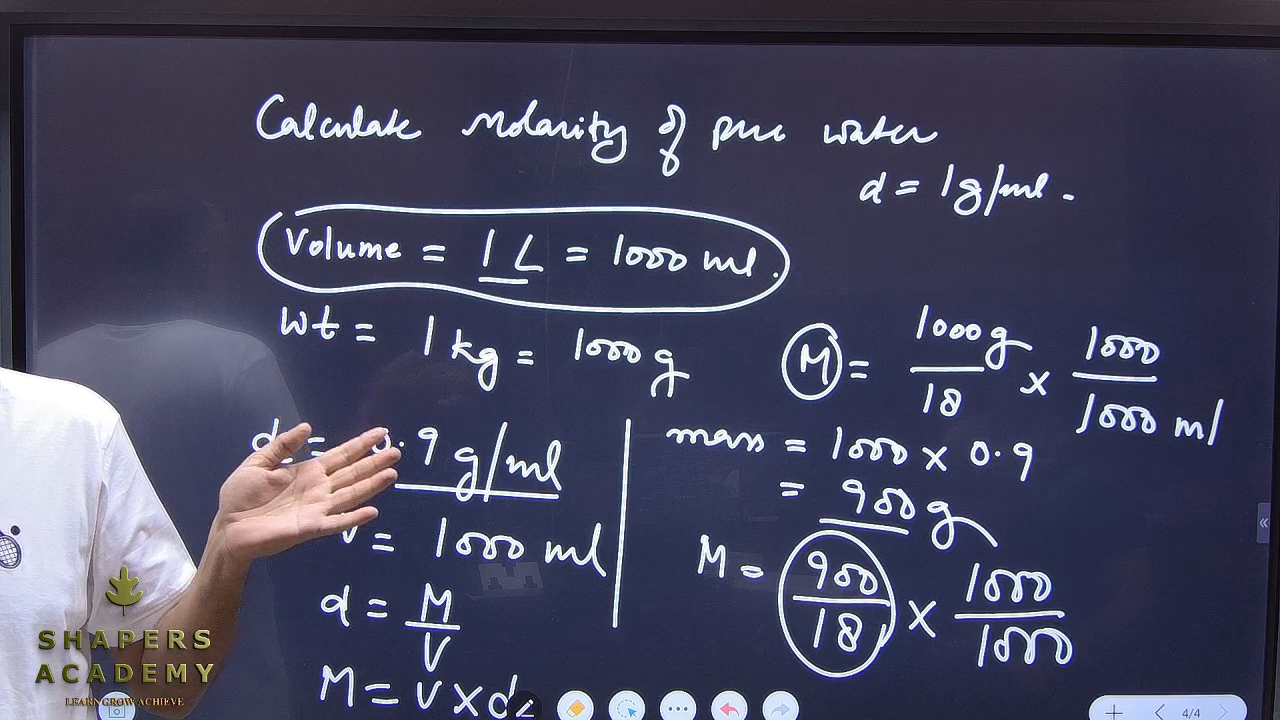 Calculate Molarity of pure water
d = 1g/ml.
Volume = 1 L = 1000 ml.
wt = 1 kg = 1000 g
M = 1000g / 18 × 1000 / 1000 ml
d = 0.9 g/ml
v = 1000 ml
d = M / V
M = V × d
mass = 1000 × 0.9
= 900g
M = 900 / 18 × 1000 / 1000
SHAPERS
ACADEMY
LEARN GROW ACHIEVE
4/4